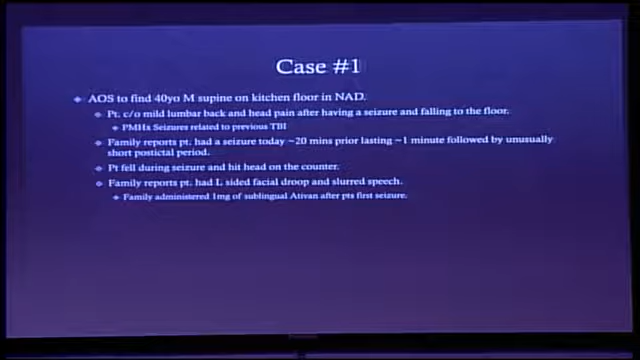 Case #1
AOS to find 40yo M supine on kitchen floor in NAD.
Pt. c/o mild lumbar back and head pain after having a seizure and falling to the floor.
PMHx Seizures related to previous TBI
Family reports pt. had a seizure today ~20 mins prior lasting ~1 minute followed by unusually
short postictal period.
Pt fell during seizure and hit head on the counter.
Family reports pt. had L sided facial droop and slurred speech.
Family administered 1mg of sublingual Ativan after pts first seizure.